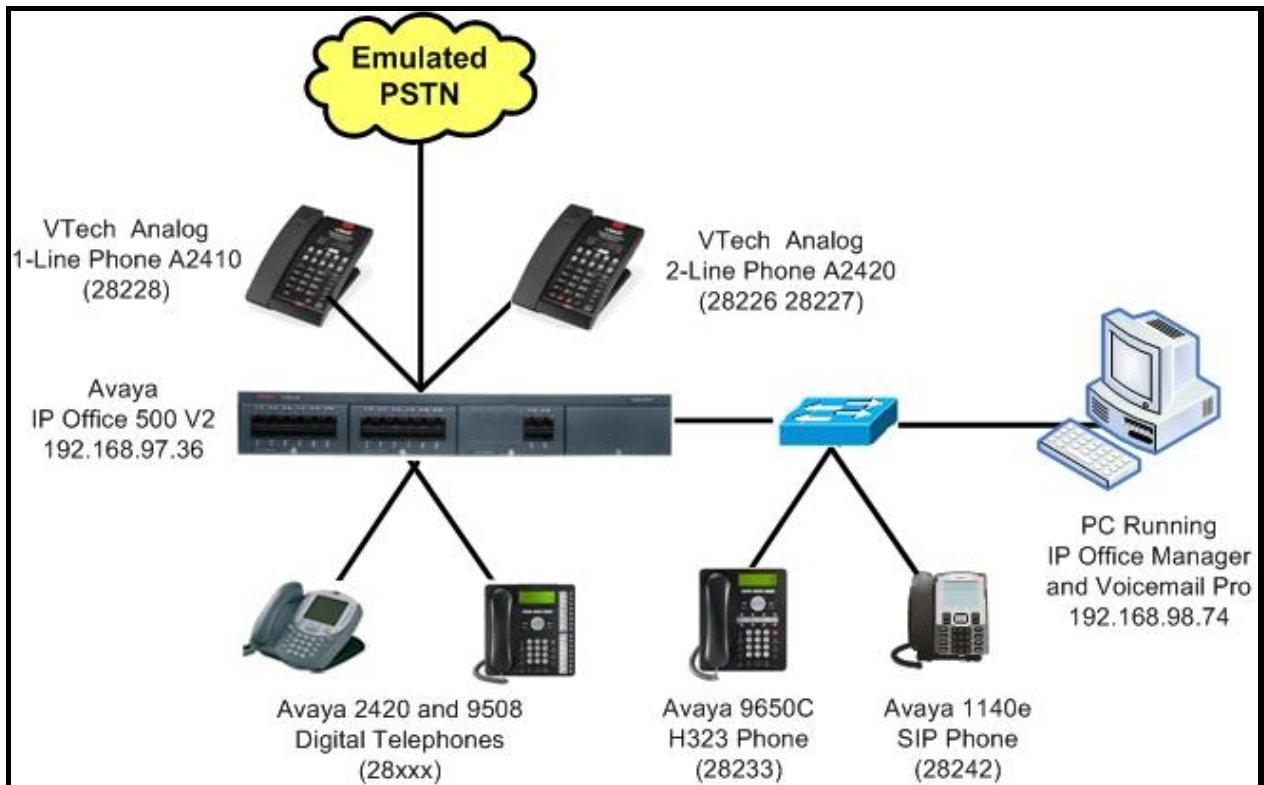 Emulated
PSTN
VTech Analog
1-Line Phone A2410
(28228)
VTech Analog
2-Line Phone A2420
(28226 28227)
Avaya
IP Office 500 V2
192.168.97.36
PC Running
IP Office Manager
and Voicemail Pro
192.168.98.74
Avaya 2420 and 9508
Digital Telephones
(28xxx)
Avaya 9650C
H323 Phone
(28233)
Avaya 1140e
SIP Phone
(28242)